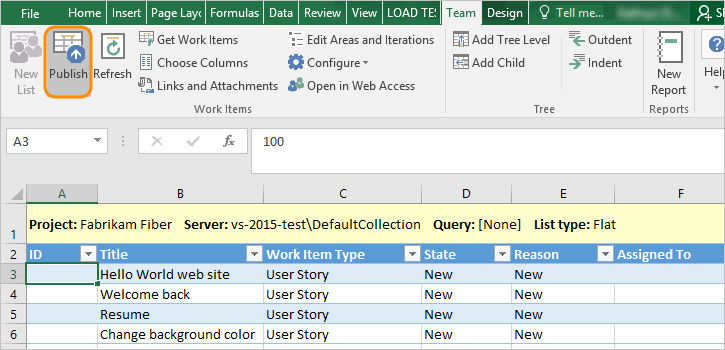 File Home Insert Page Layo Formulas Data Review View LOAD TES Team Design Tell me...
New List
Publish
Refresh
Get Work Items
Choose Columns
Links and Attachments
Edit Areas and Iterations
Configure
Open in Web Access
Work Items
Add Tree Level
Add Child
Outdent
Indent
Tree
New Report
Reports
Help
A3 fx 100
A B C D E F
1 Project: Fabrikam Fiber Server: vs-2015-test\DefaultCollection Query: [None] List type: Flat
2 ID Title Work Item Type State Reason Assigned To
3 Hello World web site User Story New New
4 Welcome back User Story New New
5 Resume User Story New New
6 Change background color User Story New New